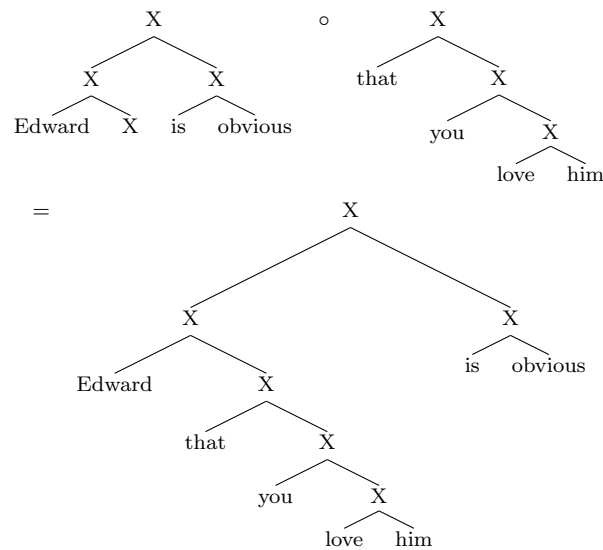 X ∘ X
X X that X
Edward X is obvious you X
love him
= X
X X
Edward X is obvious
that X
you X
love him